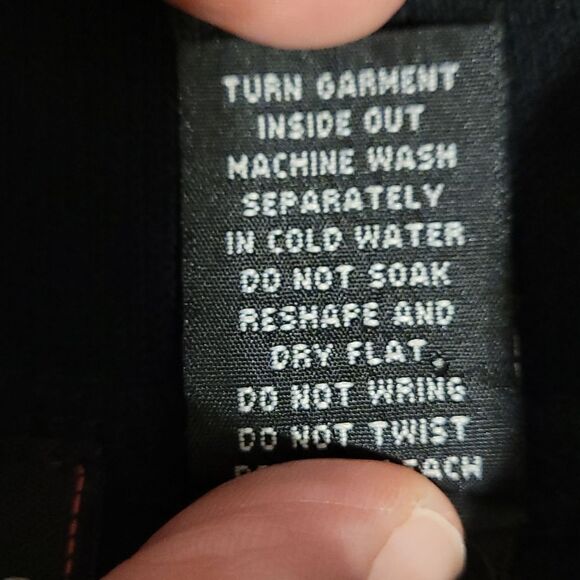 TURN GARMENT
INSIDE OUT
MACHINE WASH
SEPARATELY
IN COLD WATER
DO NOT SOAK
RESHAPE AND
DRY FLAT.
DO NOT WRING
DO NOT TWIST